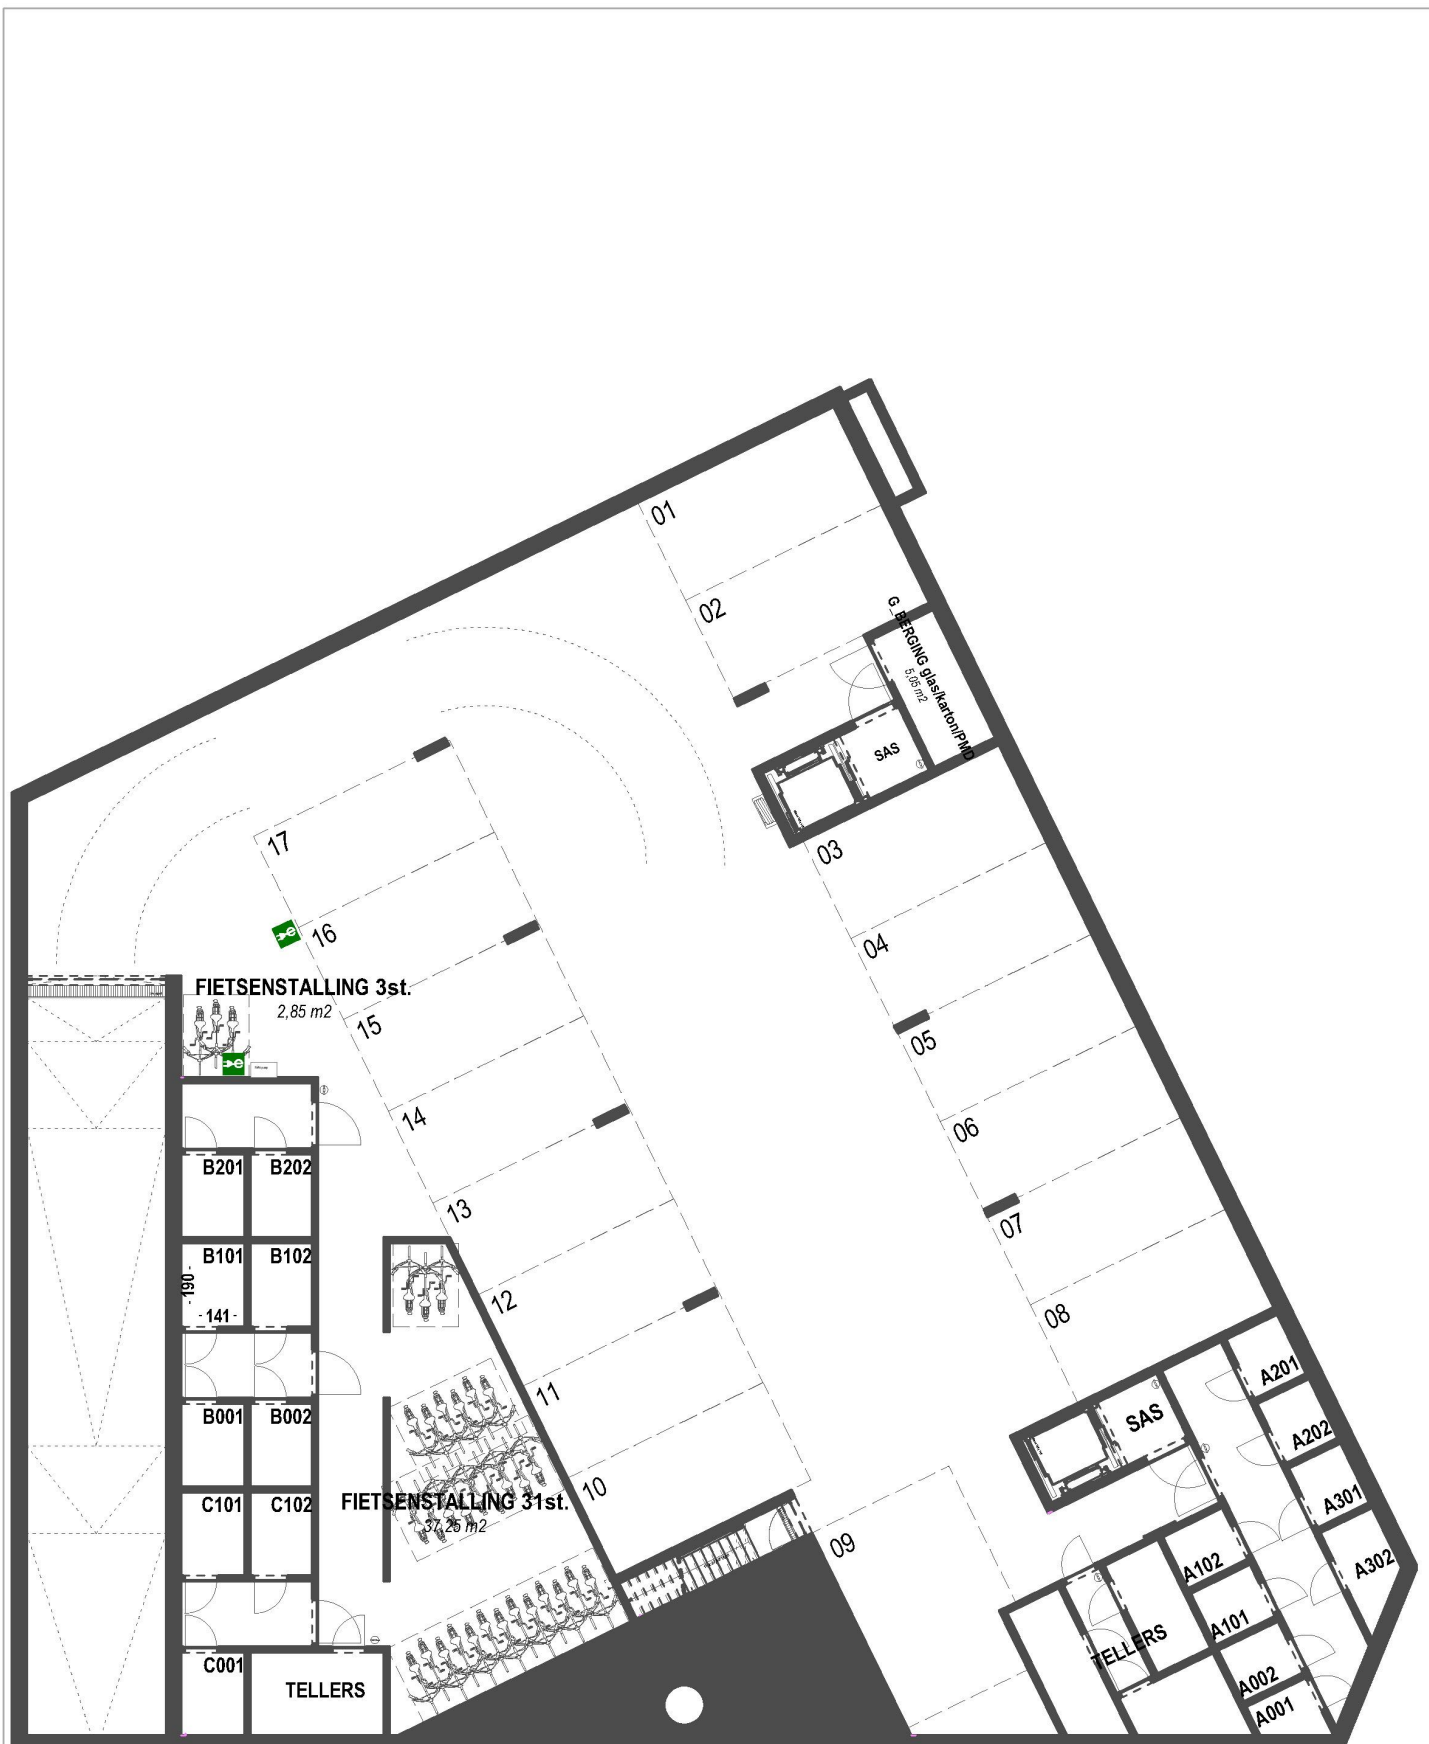 01
02
G_BERGING glas/karton/PMD
5,05 m2
SAS
17
03
16
04
FIETSENSTALLING 3st.
2,85 m2
15
05
e
e
14
06
B201
B202
13
07
B101
B102
- 190 -
- 141 -
12
08
A201
11
B001
B002
SAS
A202
10
C101
C102
A301
FIETSENSTALLING 31st.
37,25 m2
09
A302
A102
A101
TELLERS
C001
TELLERS
A002
A001